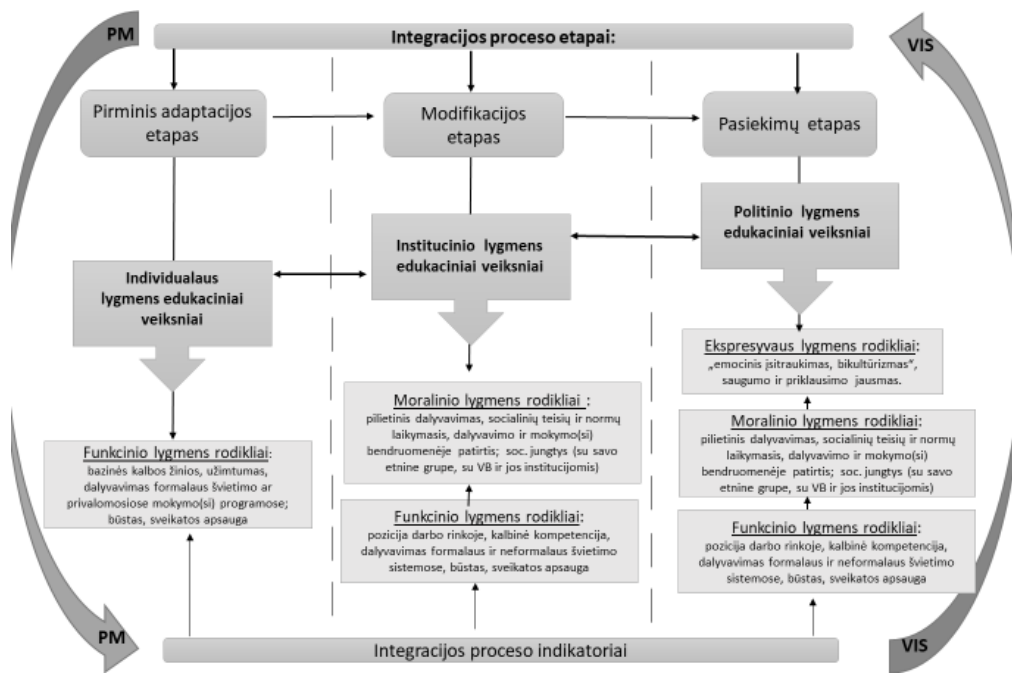 PM
Integracijos proceso etapai:
VIS
Pirminis adaptacijos
etapas
Modifikacijos
etapas
Pasiekimų etapas
Individualaus
lygmens edukaciniai
veiksniai
Institucinio lygmens
edukaciniai veiksniai
Politinio lygmens
edukaciniai veiksniai
Funkcinio lygmens rodikliai:
bazinės kalbos žinios, užimtumas,
dalyvavimas formalaus švietimo ar
privalomosiose mokymo(si) programose;
būstas, sveikatos apsauga
Moralinio lygmens rodikliai :
pilietinis dalyvavimas, socialinių teisių ir normų
laikymasis, dalyvavimo ir mokymo(si)
bendruomenėje patirtis; soc. jungtys (su savo
etnine grupe, su VB ir jos institucijomis)
Funkcinio lygmens rodikliai:
pozicija darbo rinkoje, kalbinė kompetencija,
dalyvavimas formalaus ir neformalaus švietimo
sistemose, būstas, sveikatos apsauga
Ekspresyvaus lygmens rodikliai:
„emocinis įsitraukimas, bikultūrizmas“,
saugumo ir priklausimo jausmas.
Moralinio lygmens rodikliai:
pilietinis dalyvavimas, socialinių teisių ir normų
laikymasis, dalyvavimo ir mokymo(si)
bendruomenėje patirtis; soc. jungtys (su savo
etnine grupe, su VB ir jos institucijomis)
Funkcinio lygmens rodikliai:
pozicija darbo rinkoje, kalbinė kompetencija,
dalyvavimas formalaus ir neformalaus švietimo
sistemose, būstas, sveikatos apsauga
PM
Integracijos proceso indikatoriai
VIS